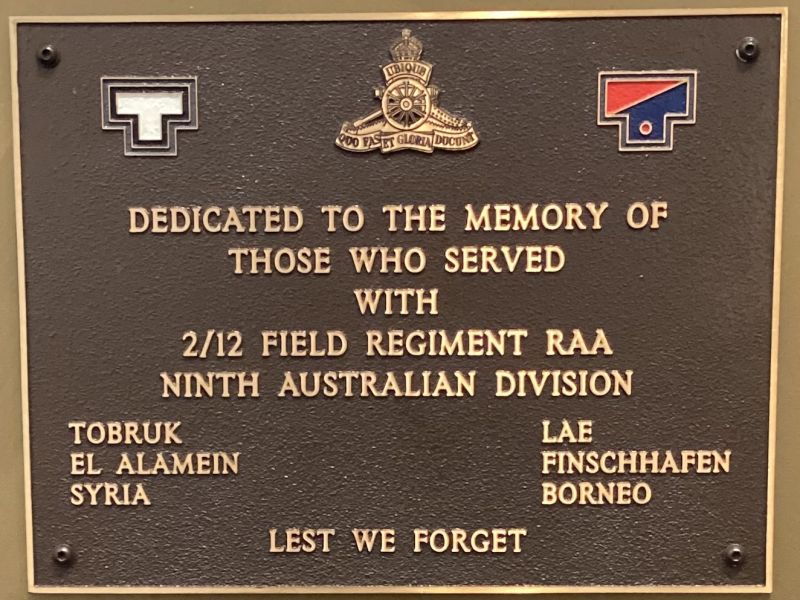 UBIQUE
QUO FAS ET GLORIA DUCUNT
DEDICATED TO THE MEMORY OF
THOSE WHO SERVED
WITH
2/12 FIELD REGIMENT RAA
NINTH AUSTRALIAN DIVISION
TOBRUK
EL ALAMEIN
SYRIA
LAE
FINSCHHAFEN
BORNEO
LEST WE FORGET